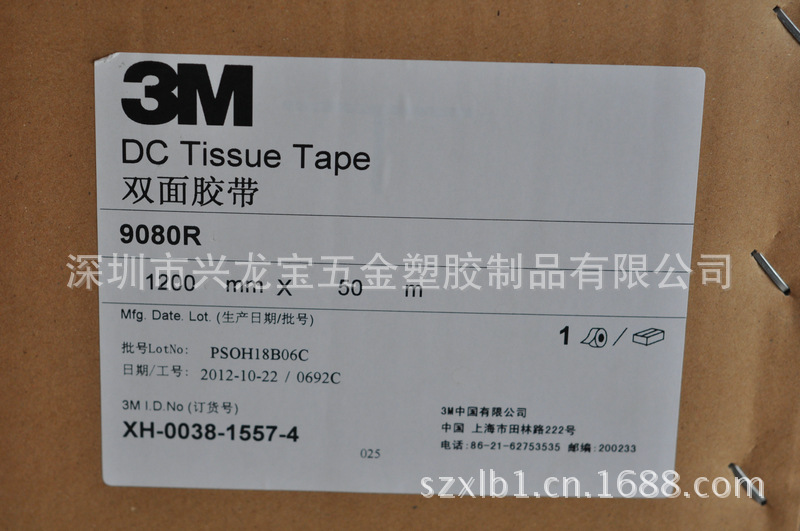 3M
DC Tissue Tape
双面胶带
9080R
深圳市兴龙宝五金塑胶制品有限公司
1200 mm X 50 m
Mfg. Date. Lot. (生产日期/批号)
1 /
批号LotNo: PSOH18B06C
日期/工号: 2012-10-22 / 0692C
3M I.D.No (订货号)
XH-0038-1557-4
025
3M中国有限公司
中国 上海市田林路222号
电话:86-21-62753535 邮编:200233
szxlb1.cn.1688.com